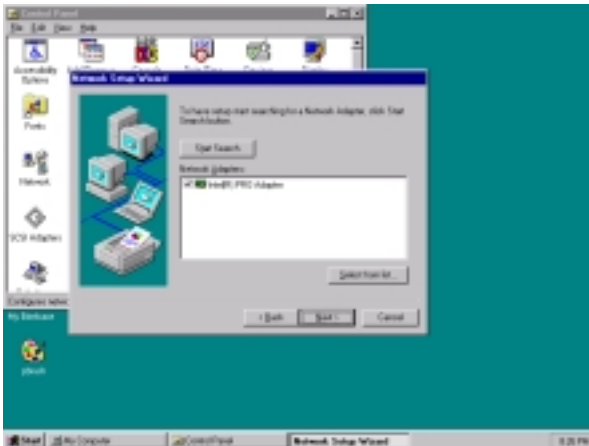 Control Panel
File Edit View Help
Accessibility Options
Fonts
Network
SCSI Adapters
Network Setup Wizard
To have setup start searching for a Network Adapter, click Start Search button.
Start Search
Network Adapters:
Intel(R) PRO Adapter
Select from list...
< Back
Next >
Cancel
My Briefcase
Start
My Computer
Control Panel
Network Setup Wizard